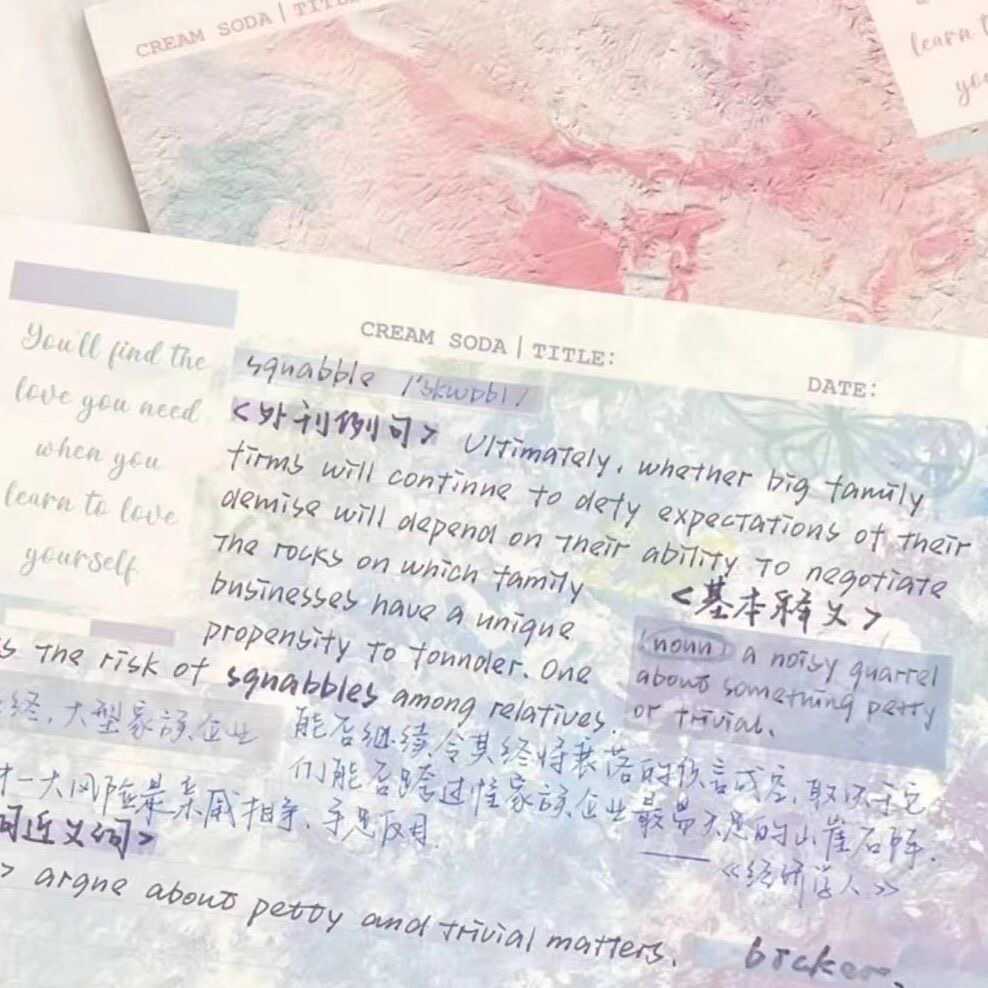 CREAM SODA | TITLE
learn t
yo
You'll find the
love you need
when you
learn to love
yourself
CREAM SODA | TITLE:
DATE:
squabble /'skwɒbl/
<外刊例句> Ultimately, whether big family
firms will continue to defy expectations of their
demise will depend on their ability to negotiate
the rocks on which family
businesses have a unique
propensity to founder. One
s the risk of squabbles among relatives.
<基本释义>
(noun) a noisy quarrel
about something petty
or trivial.
终,大型家族企业 能否继续令其终将衰落的预言成空,取决于它
们能否跨过惟家族企业最易
的山崖石阵.
一大风险是亲戚相争、手足反目.
——《经济学人》
近义词>
> argue about petty and trivial matters. bicker,